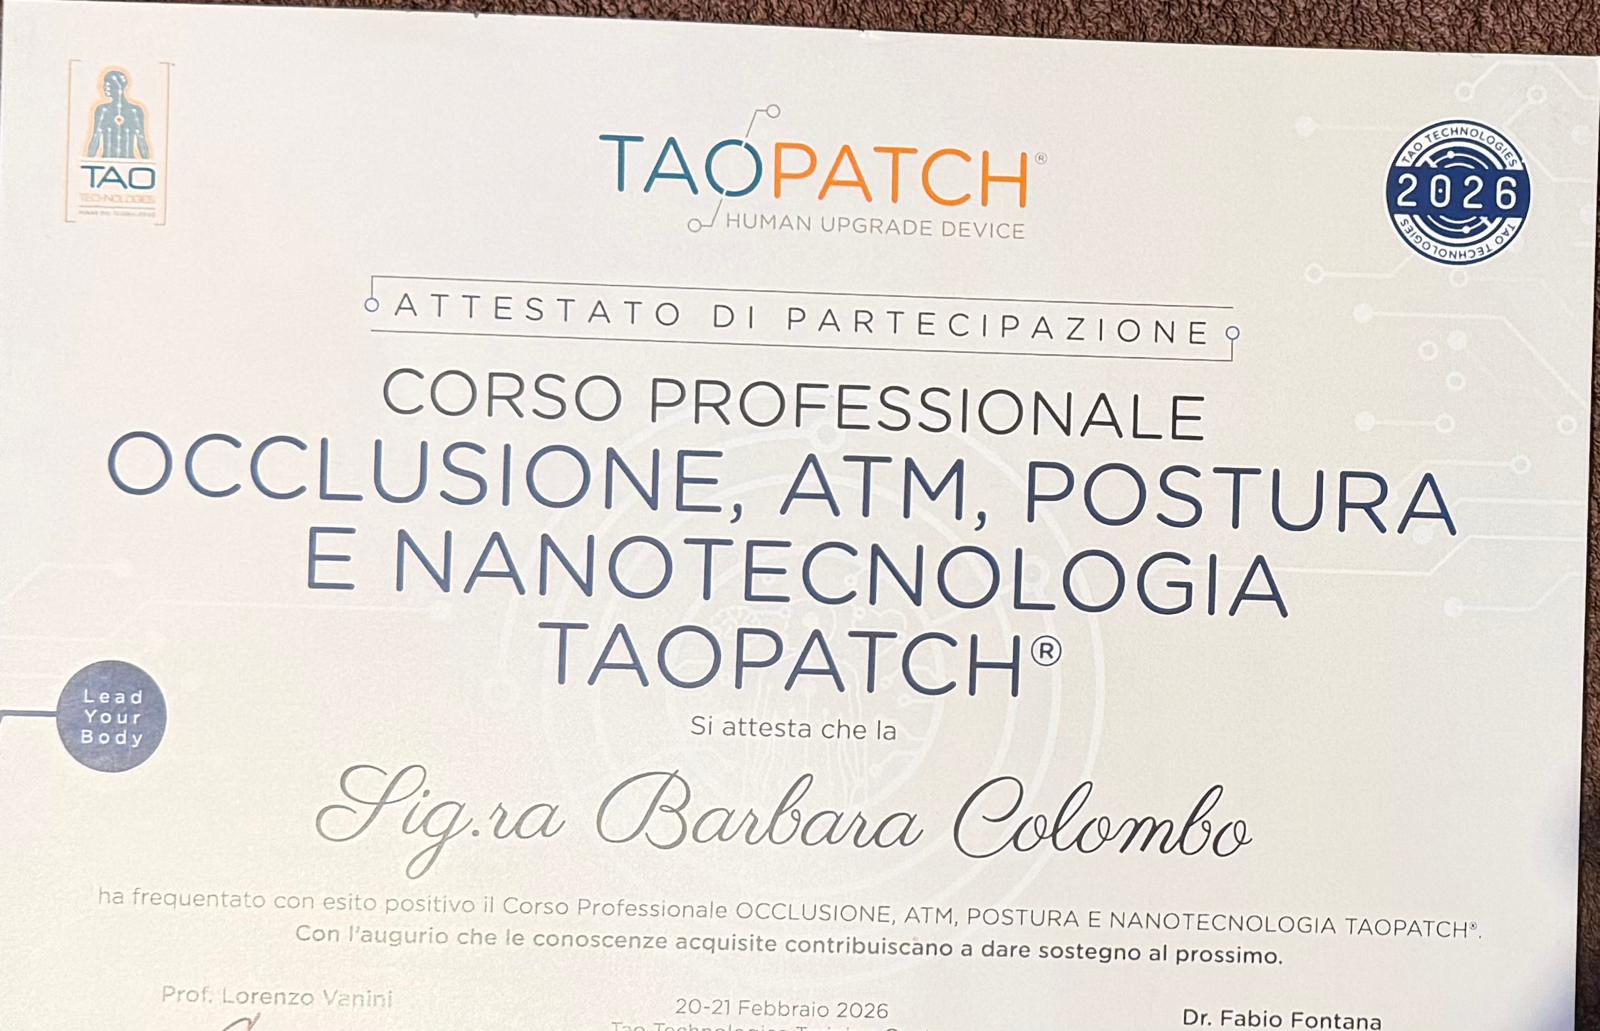 TAO
TECHNOLOGIES
TAOPATCH®
HUMAN UPGRADE DEVICE
TAO TECHNOLOGIES
2026
TAO TECHNOLOGIES
ATTESTATO DI PARTECIPAZIONE
CORSO PROFESSIONALE
OCCLUSIONE, ATM, POSTURA
E NANOTECNOLOGIA
TAOPATCH®
Lead
Your
Body
Si attesta che la
Sig.ra Barbara Colombo
ha frequentato con esito positivo il Corso Professionale OCCLUSIONE, ATM, POSTURA E NANOTECNOLOGIA TAOPATCH®.
Con l'augurio che le conoscenze acquisite contribuiscano a dare sostegno al prossimo.
Prof. Lorenzo Vanini
20-21 Febbraio 2026
Dr. Fabio Fontana